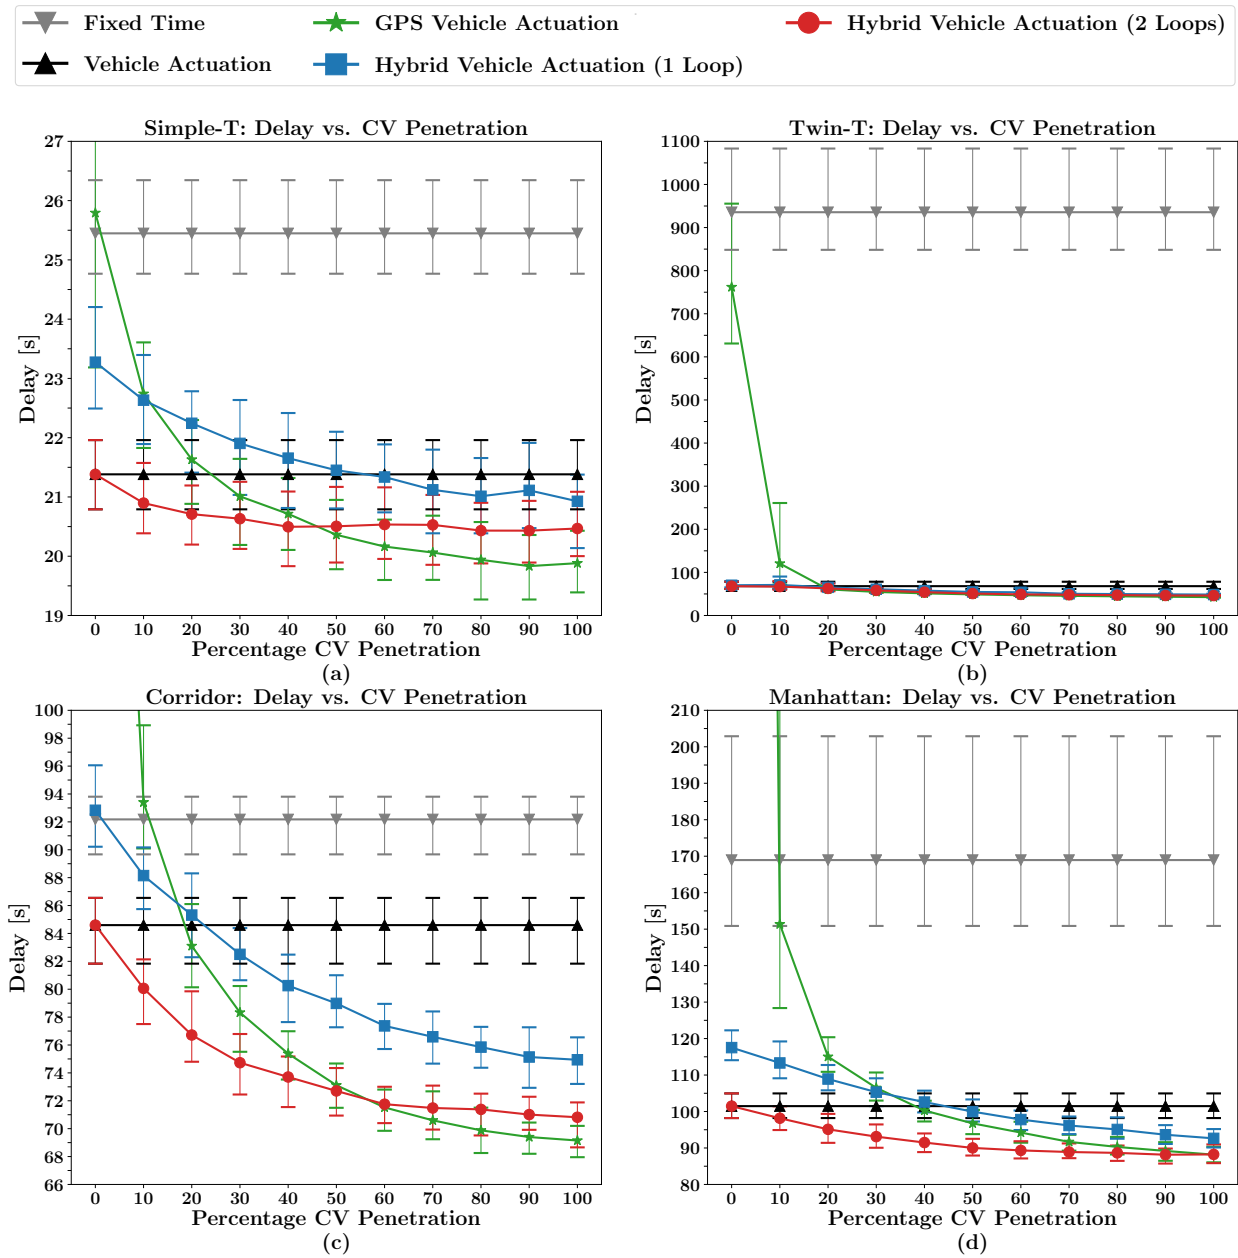 Fixed Time
GPS Vehicle Actuation
Hybrid Vehicle Actuation (2 Loops)
Vehicle Actuation
Hybrid Vehicle Actuation (1 Loop)
Simple-T: Delay vs. CV Penetration
Delay [s]
27
26
25
24
23
22
21
20
19
0 10 20 30 40 50 60 70 80 90 100
Percentage CV Penetration
(a)
Twin-T: Delay vs. CV Penetration
Delay [s]
1100
1000
900
800
700
600
500
400
300
200
100
0
0 10 20 30 40 50 60 70 80 90 100
Percentage CV Penetration
(b)
Corridor: Delay vs. CV Penetration
Delay [s]
100
98
96
94
92
90
88
86
84
82
80
78
76
74
72
70
68
66
0 10 20 30 40 50 60 70 80 90 100
Percentage CV Penetration
(c)
Manhattan: Delay vs. CV Penetration
Delay [s]
210
200
190
180
170
160
150
140
130
120
110
100
90
80
0 10 20 30 40 50 60 70 80 90 100
Percentage CV Penetration
(d)